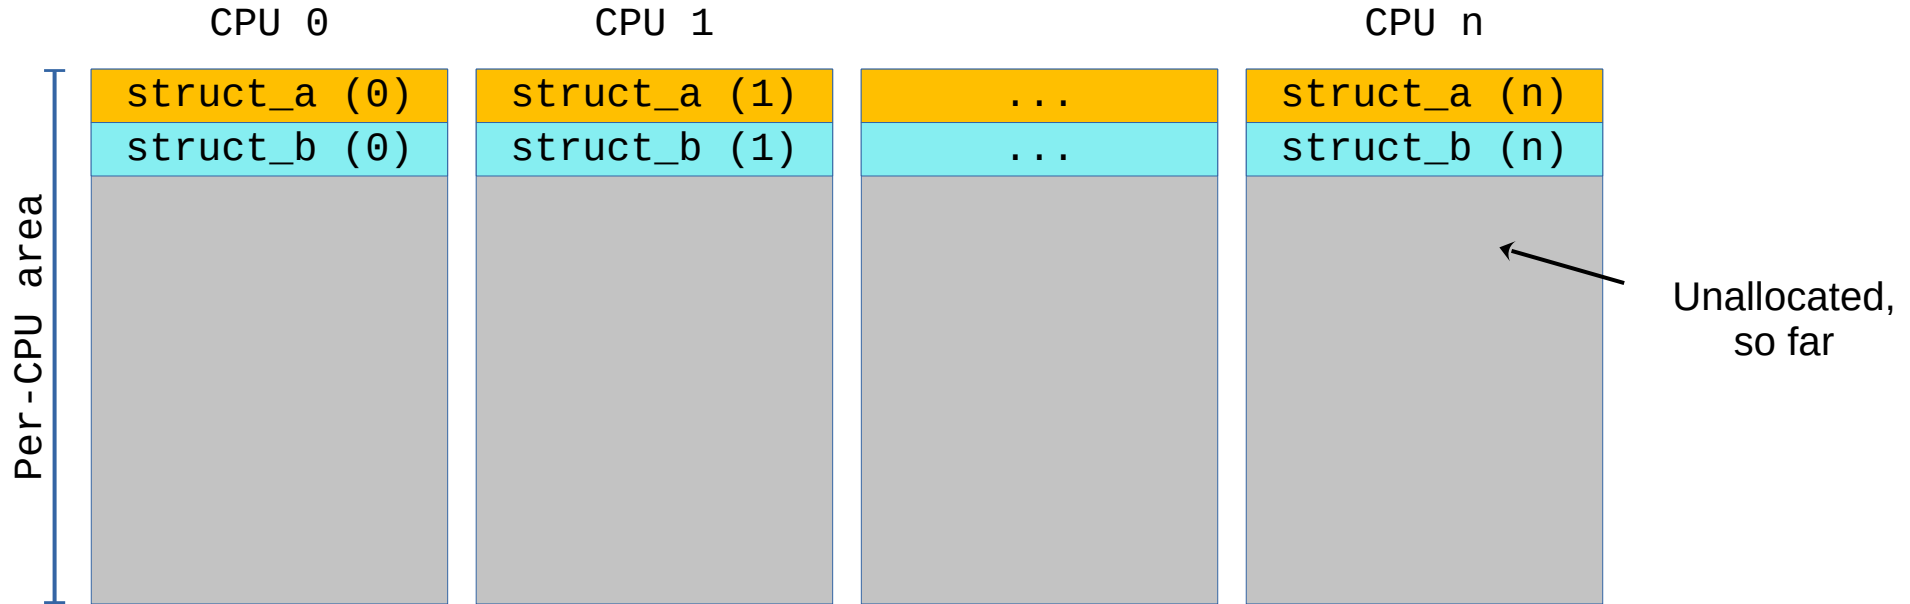 CPU 0 CPU 1 CPU n
struct_a (0) struct_a (1) ... struct_a (n)
struct_b (0) struct_b (1) ... struct_b (n)
Per-CPU area
Unallocated,
so far